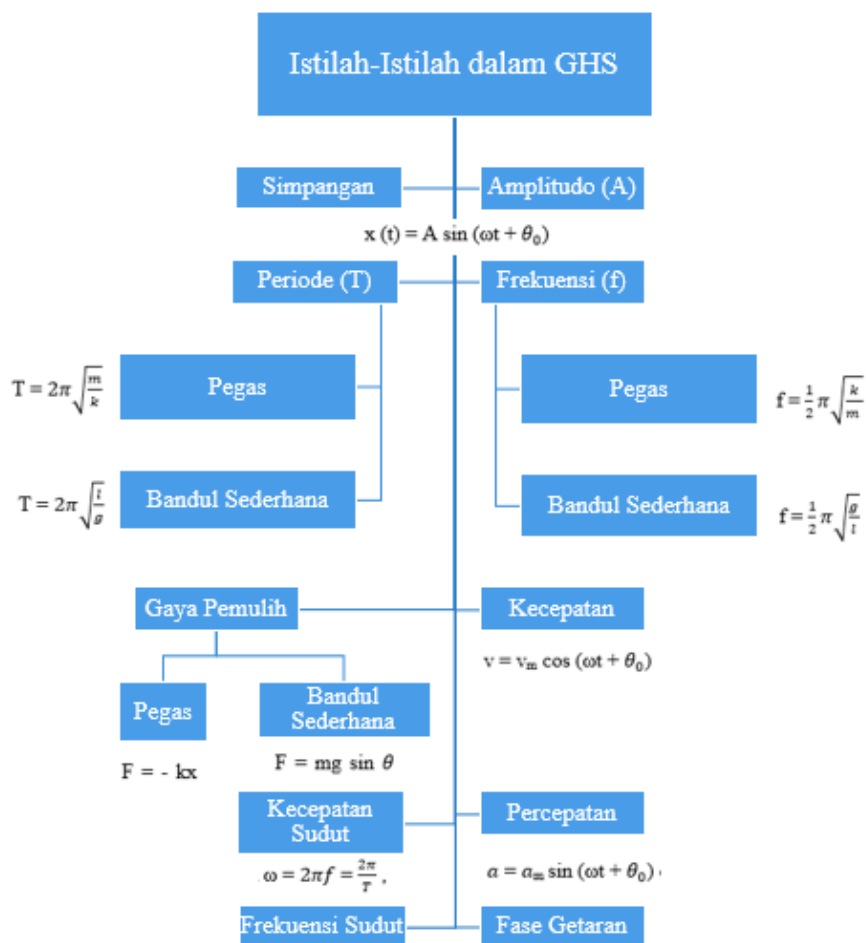 Istilah-Istilah dalam GHS
Simpangan
Amplitudo (A)
x (t) = A sin (ωt + θ₀)
Periode (T)
Frekuensi (f)
T = 2π √(m/k)
Pegas
Pegas
f = 1/2 π √(k/m)
T = 2π √(l/g)
Bandul Sederhana
Bandul Sederhana
f = 1/2 π √(g/l)
Gaya Pemulih
Kecepatan
v = vₘ cos (ωt + θ₀)
Pegas
Bandul
Sederhana
F = - kx
F = mg sin θ
Kecepatan
Sudut
Percepatan
ω = 2πf = 2π/T ,
a = aₘ sin (ωt + θ₀)
Frekuensi Sudut
Fase Getaran